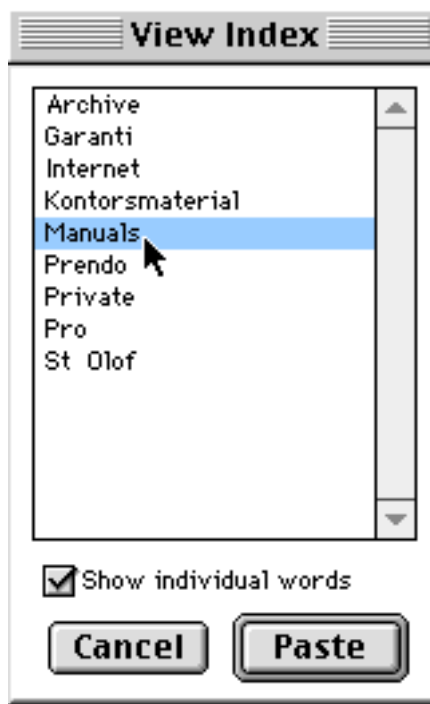 View Index
Archive
Garanti
Internet
Kontorsmaterial
Manuals
Prendo
Private
Pro
St Olof
Show individual words
Cancel Paste